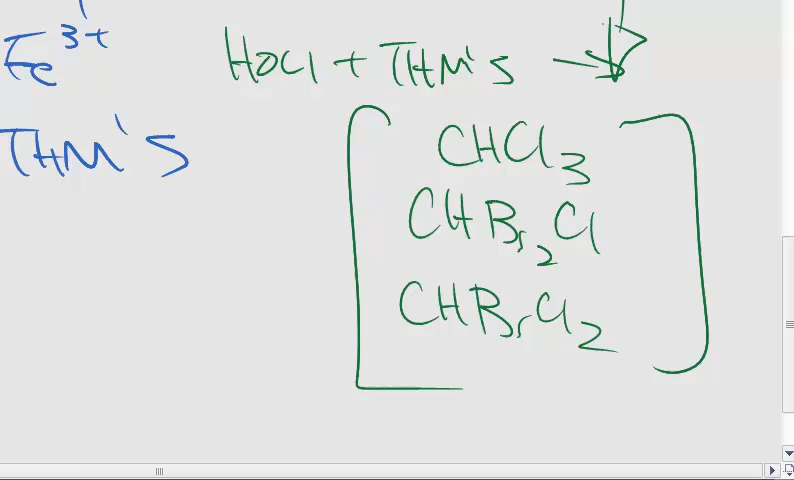 Fe³⁺
THM's
HOCl + THM's →
CHCl₃
CHBr₂Cl
CHBrCl₂